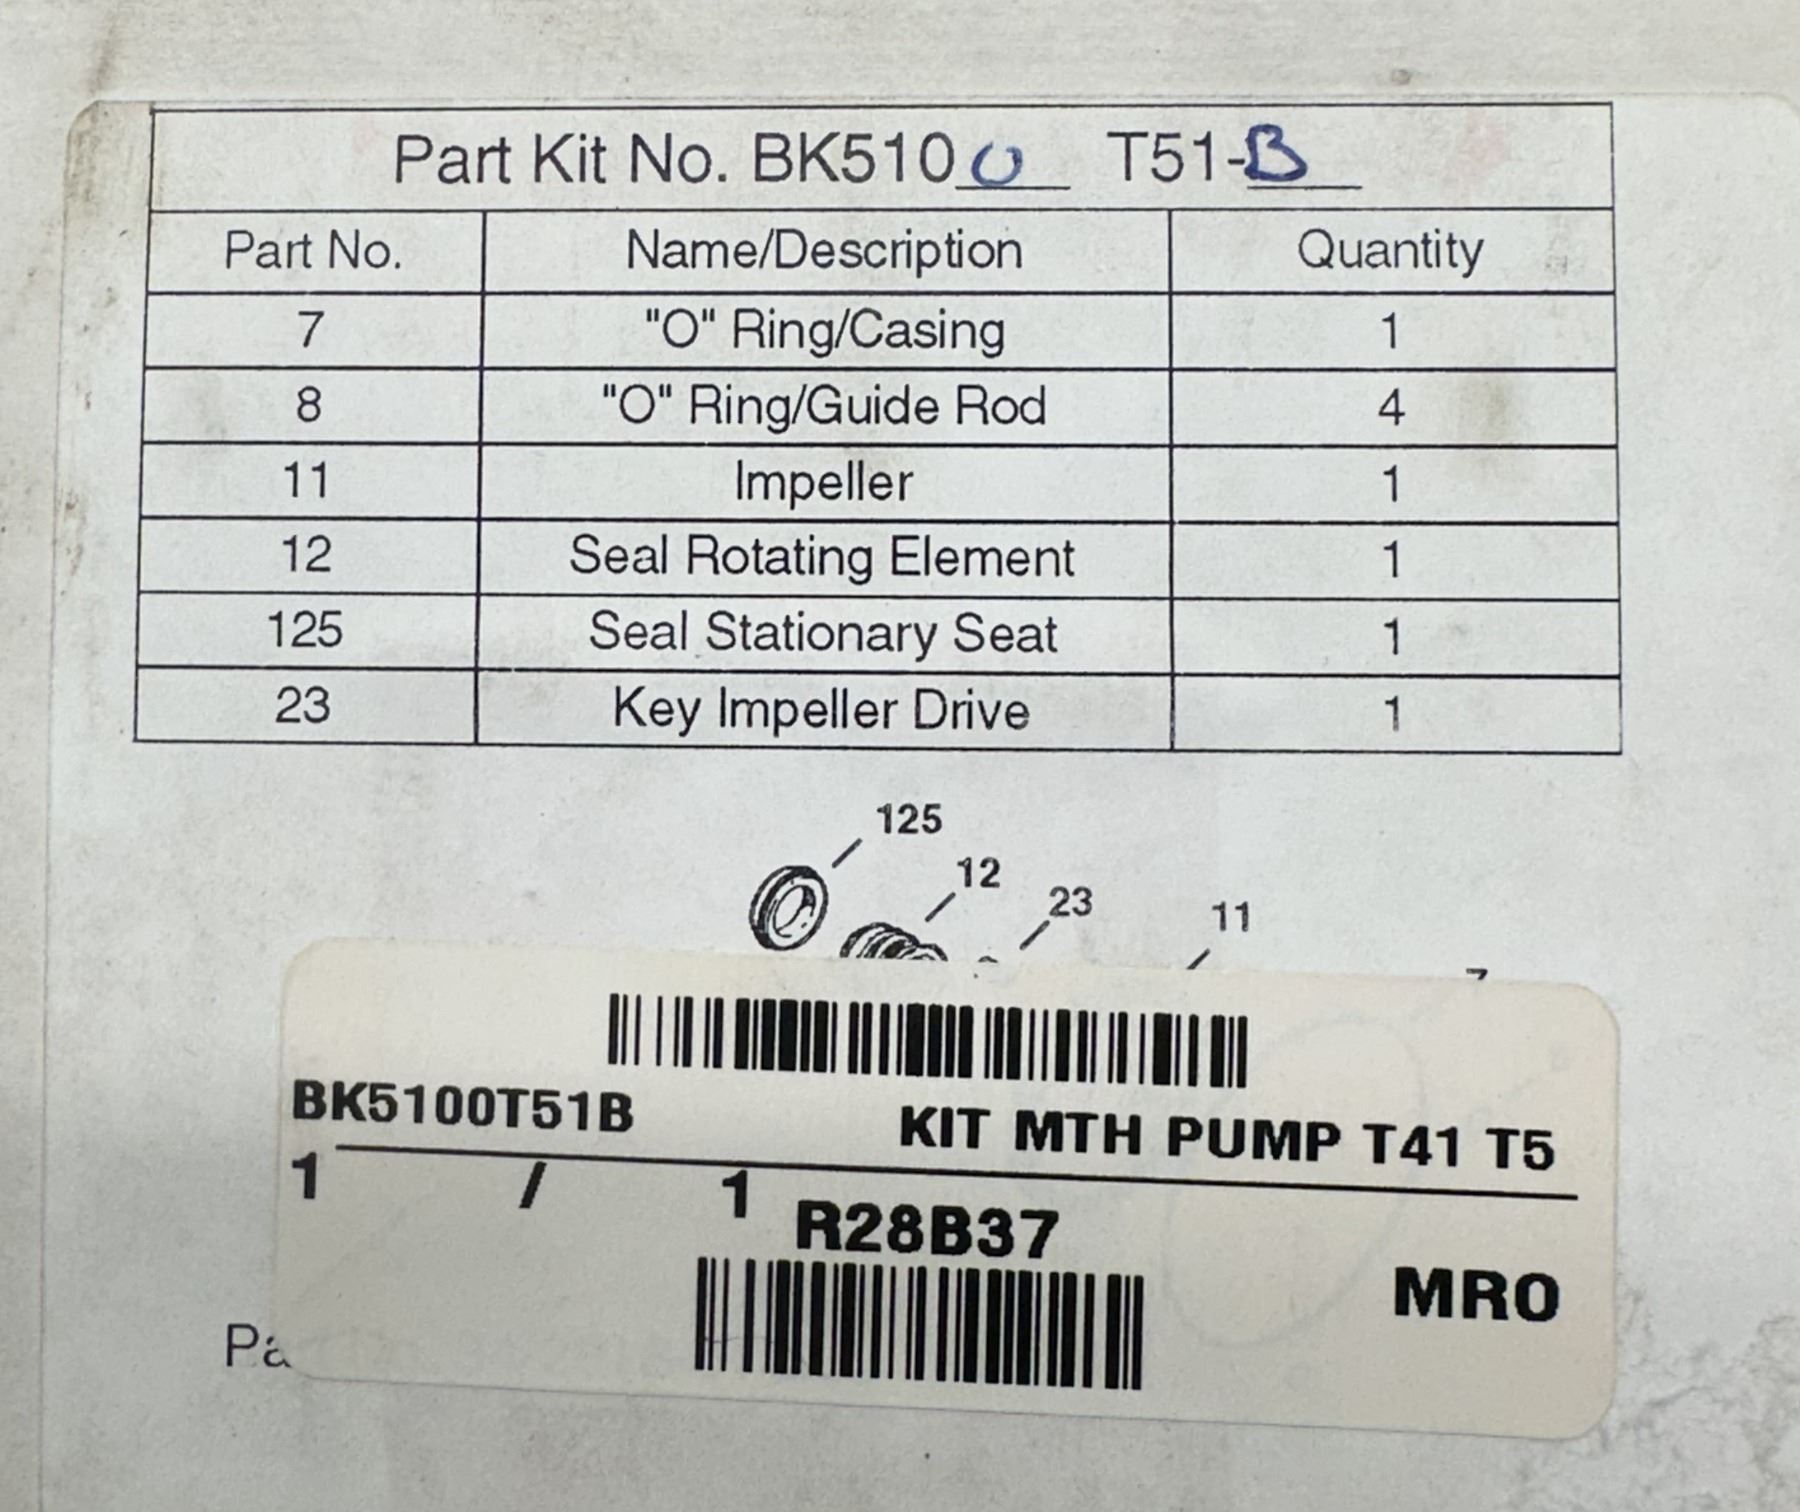 Part Kit No. BK5100 T51-B
Part No. Name/Description Quantity
7 "O" Ring/Casing 1
8 "O" Ring/Guide Rod 4
11 Impeller 1
12 Seal Rotating Element 1
125 Seal Stationary Seat 1
23 Key Impeller Drive 1
125
12
23
11
7
BK5100T51B KIT MTH PUMP T41 T5
1 / 1 R28B37
MRO